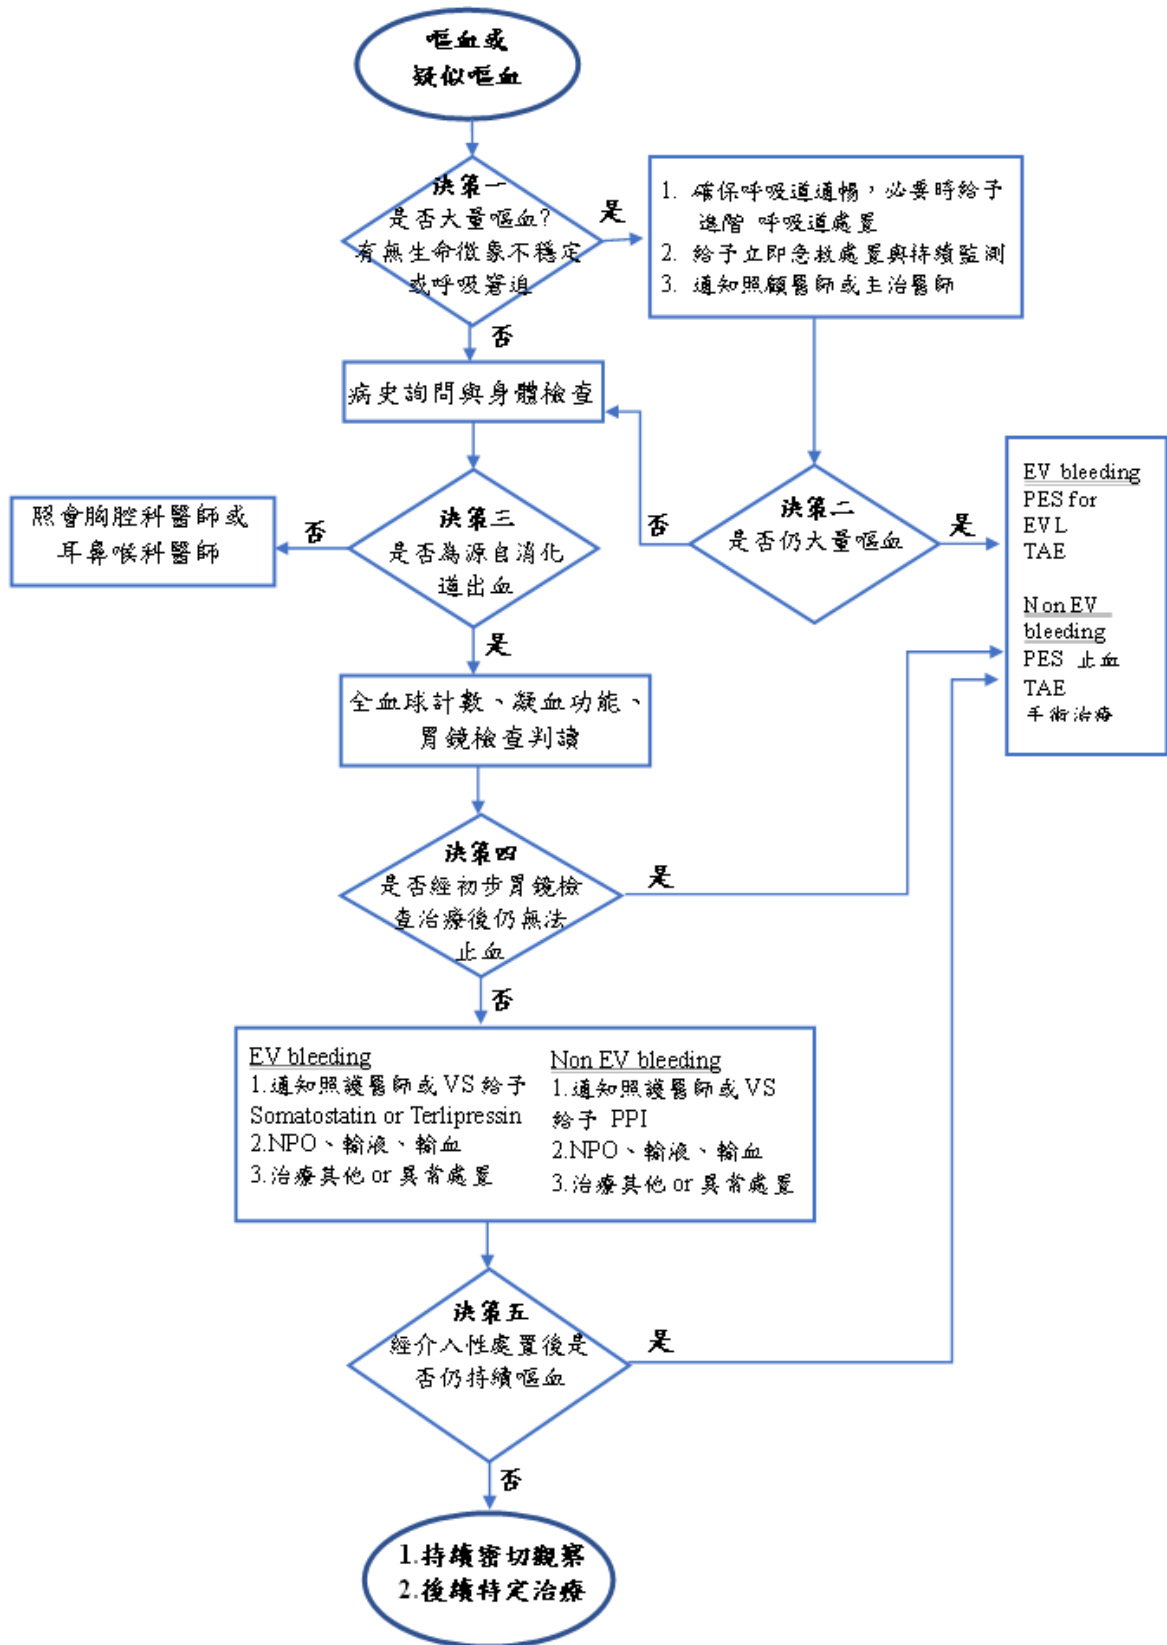 嘔血或
疑似嘔血
決策一
是否大量嘔血?
有無生命徵象不穩定
或呼吸窘迫
是
1. 確保呼吸道通暢，必要時給予
進階 呼吸道處置
2. 給予立即急救處置與持續監測
3. 通知照顧醫師或主治醫師
否
病史詢問與身體檢查
決策二
是否仍大量嘔血
否
是
EV bleeding
PES for
EVL
TAE
Non EV
bleeding
PES 止血
TAE
手術治療
決策三
是否為源自消化
道出血
否
照會胸腔科醫師或
耳鼻喉科醫師
是
全血球計數、凝血功能、
胃鏡檢查判讀
決策四
是否經初步胃鏡檢
查治療後仍無法
止血
是
否
EV bleeding
1.通知照護醫師或 VS 給予
Somatostatin or Terlipressin
2.NPO、輸液、輸血
3.治療其他 or 異常處置
Non EV bleeding
1.通知照護醫師或 VS
給予 PPI
2.NPO、輸液、輸血
3.治療其他 or 異常處置
決策五
經介入性處置後是
否仍持續嘔血
是
否
1.持續密切觀察
2.後續特定治療